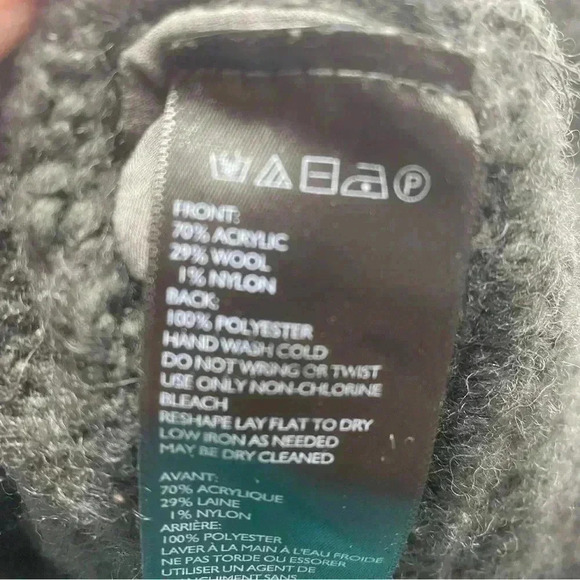 FRONT:
70% ACRYLIC
29% WOOL
1% NYLON
BACK:
100% POLYESTER
HAND WASH COLD
DO NOT WRING OR TWIST
USE ONLY NON-CHLORINE
BLEACH
RESHAPE LAY FLAT TO DRY
LOW IRON AS NEEDED
MAY BE DRY CLEANED
AVANT:
70% ACRYLIQUE
29% LAINE
1% NYLON
ARRIÈRE:
100% POLYESTER
LAVER À LA MAIN À L'EAU FROIDE
NE PAS TORDE OU ESSORER
UTILISER UN AGENT DE
SANS